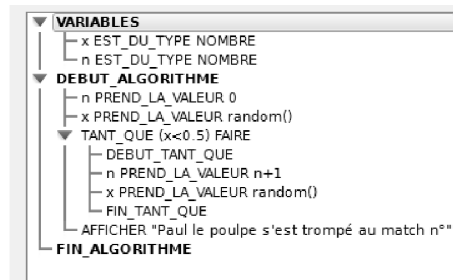 VARIABLES
x EST_DU_TYPE NOMBRE
n EST_DU_TYPE NOMBRE
DEBUT_ALGORITHME
n PREND_LA_VALEUR 0
x PREND_LA_VALEUR random()
TANT_QUE (x<0.5) FAIRE
DEBUT_TANT_QUE
n PREND_LA_VALEUR n+1
x PREND_LA_VALEUR random()
FIN_TANT_QUE
AFFICHER "Paul le poulpe s'est trompé au match n°"
FIN_ALGORITHME